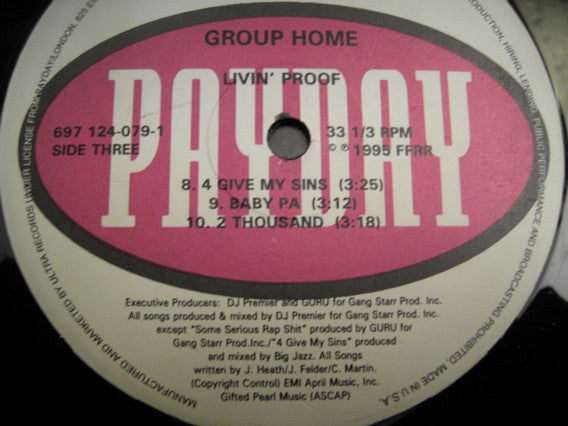 GROUP HOME
LIVIN' PROOF
PAYDAY
697 124-079-1
SIDE THREE
33 1/3 RPM
© ℗ 1995 FFRR
8. 4 GIVE MY SINS (3:25)
9. BABY PA (3:12)
10. 2 THOUSAND (3:18)
Executive Producers: DJ Premier and GURU for Gang Starr Prod. Inc.
All songs produced & mixed by DJ Premier for Gang Starr Prod. Inc.
except "Some Serious Rap Shit" produced by GURU for
Gang Starr Prod.Inc./"4 Give My Sins" produced
and mixed by Big Jazz. All Songs
written by J. Heath/J. Felder/C. Martin.
(Copyright Control) EMI April Music, Inc.
Gifted Pearl Music (ASCAP)
MANUFACTURED AND MARKETED BY ULTRA RECORDS UNDER LICENSE FROM PAYDAY/LONDON, 825
HIRING, LENDING, PUBLIC PERFORMANCE AND BROADCASTING PROHIBITED. MADE IN U.S.A.